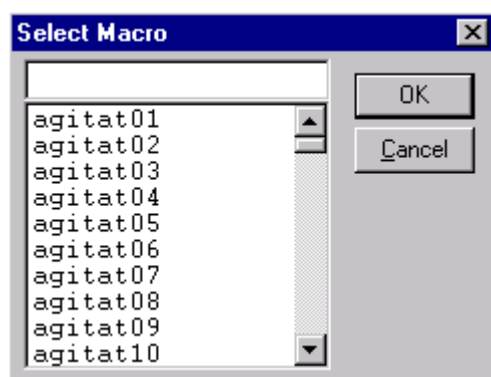 Select Macro
OK
Cancel
agitat01
agitat02
agitat03
agitat04
agitat05
agitat06
agitat07
agitat08
agitat09
agitat10